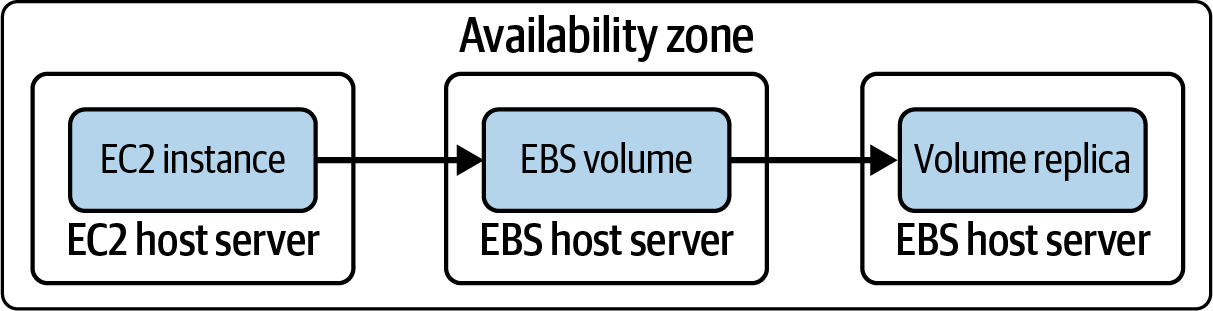 Availability zone
EC2 instance
EC2 host server
EBS volume
EBS host server
Volume replica
EBS host server